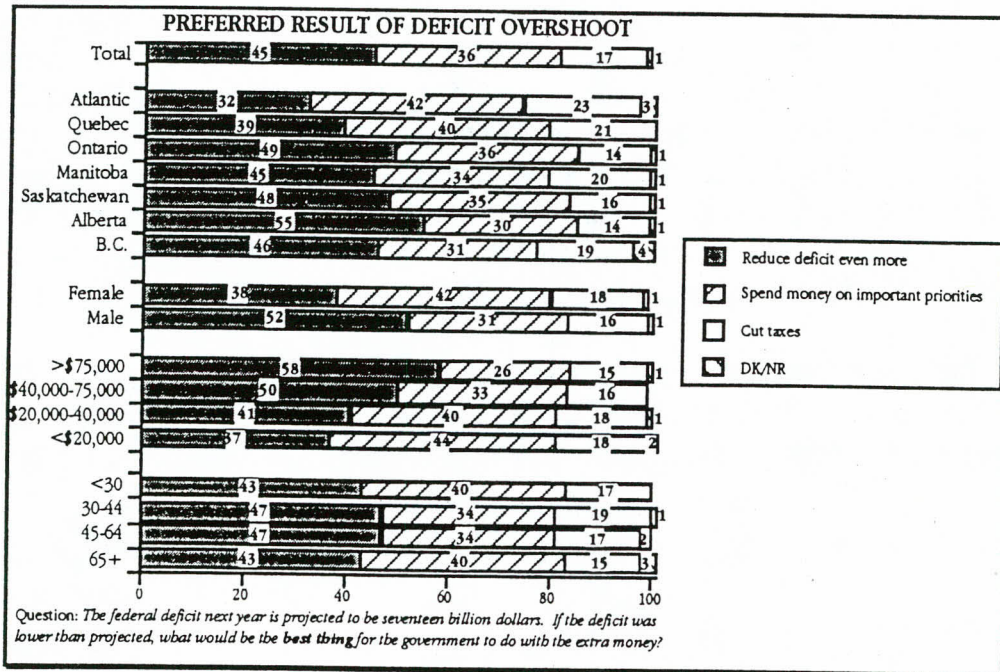 PREFERRED RESULT OF DEFICIT OVERSHOOT
Total 45 36 17 1
Atlantic 32 42 23 3
Quebec 39 40 21
Ontario 49 36 14 1
Manitoba 45 34 20 1
Saskatchewan 48 35 16 1
Alberta 55 30 14 1
B.C. 46 31 19 4
Female 38 42 18 1
Male 52 31 16 1
>$75,000 58 26 15 1
$40,000-75,000 50 33 16
$20,000-40,000 41 40 18 1
<$20,000 37 44 18 2
<30 43 40 17
30-44 47 34 19 1
45-64 47 34 17 2
65+ 43 40 15 3
0 20 40 60 80 100
Reduce deficit even more
Spend money on important priorities
Cut taxes
DK/NR
Question: The federal deficit next year is projected to be seventeen billion dollars. If the deficit was
lower than projected, what would be the best thing for the government to do with the extra money?